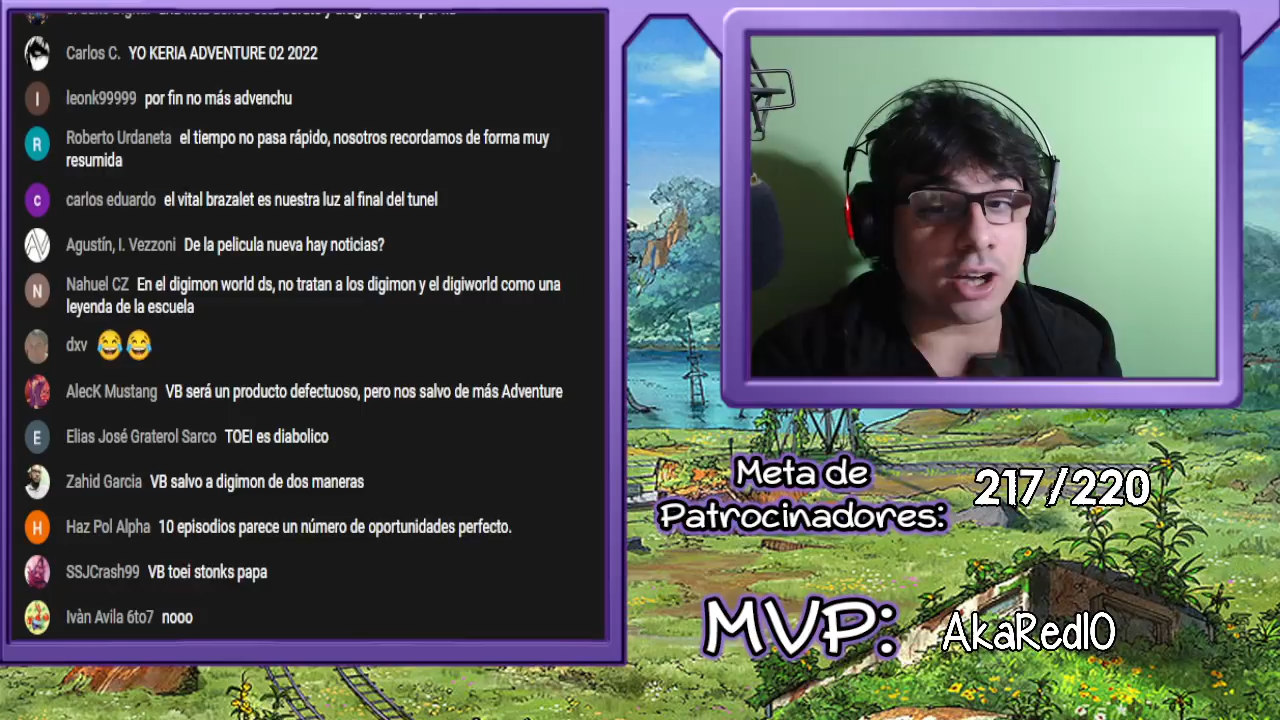 Carlos C. YO KERIA ADVENTURE 02 2022
leonk99999 por fin no más advenchu
Roberto Urdaneta el tiempo no pasa rápido, nosotros recordamos de forma muy
resumida
carlos eduardo el vital brazalet es nuestra luz al final del tunel
Agustín, I. Vezzoni De la pelicula nueva hay noticias?
Nahuel CZ En el digimon world ds, no tratan a los digimon y el digiworld como una
leyenda de la escuela
dxv 😂😂
AlecK Mustang VB será un producto defectuoso, pero nos salvo de más Adventure
Elias José Graterol Sarco TOEI es diabolico
Zahid Garcia VB salvo a digimon de dos maneras
Haz Pol Alpha 10 episodios parece un número de oportunidades perfecto.
SSJCrash99 VB toei stonks papa
Ivàn Avila 6to7 nooo
Meta de
Patrocinadores:
217/220
MVP:
AkaRed10